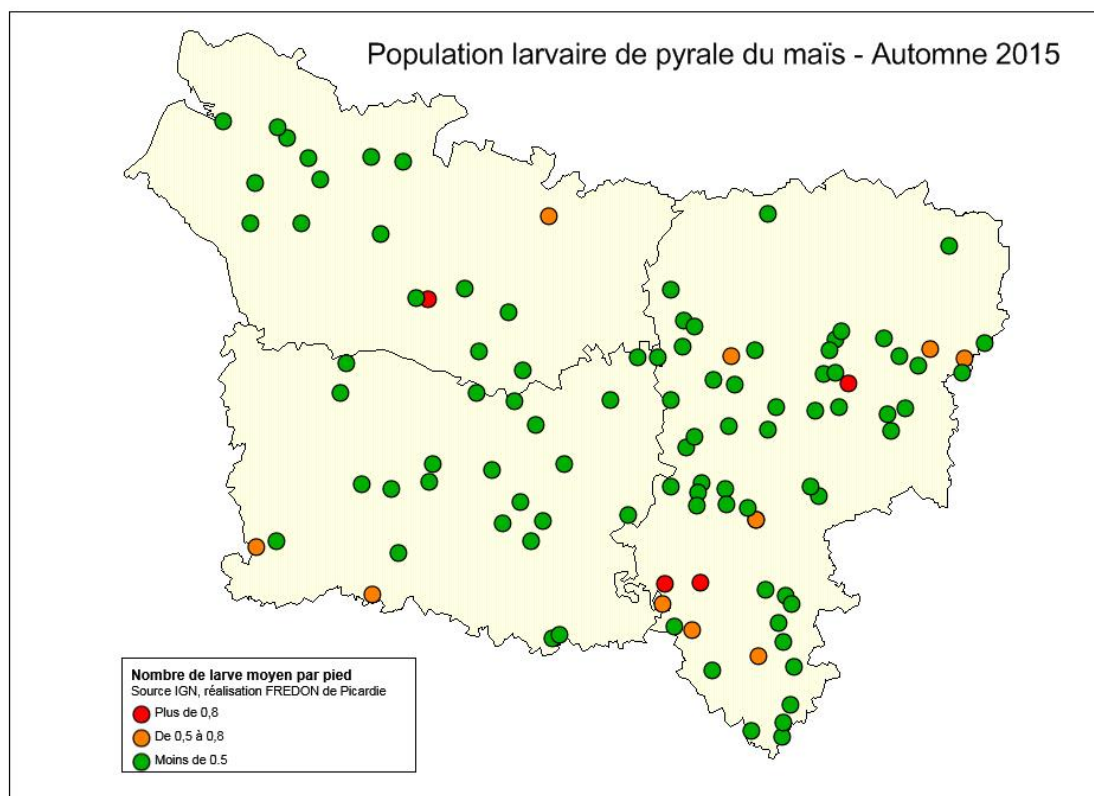 Population larvaire de pyrale du maïs - Automne 2015
Nombre de larve moyen par pied
Source IGN, réalisation FREDON de Picardie
Plus de 0,8
De 0,5 à 0,8
Moins de 0.5